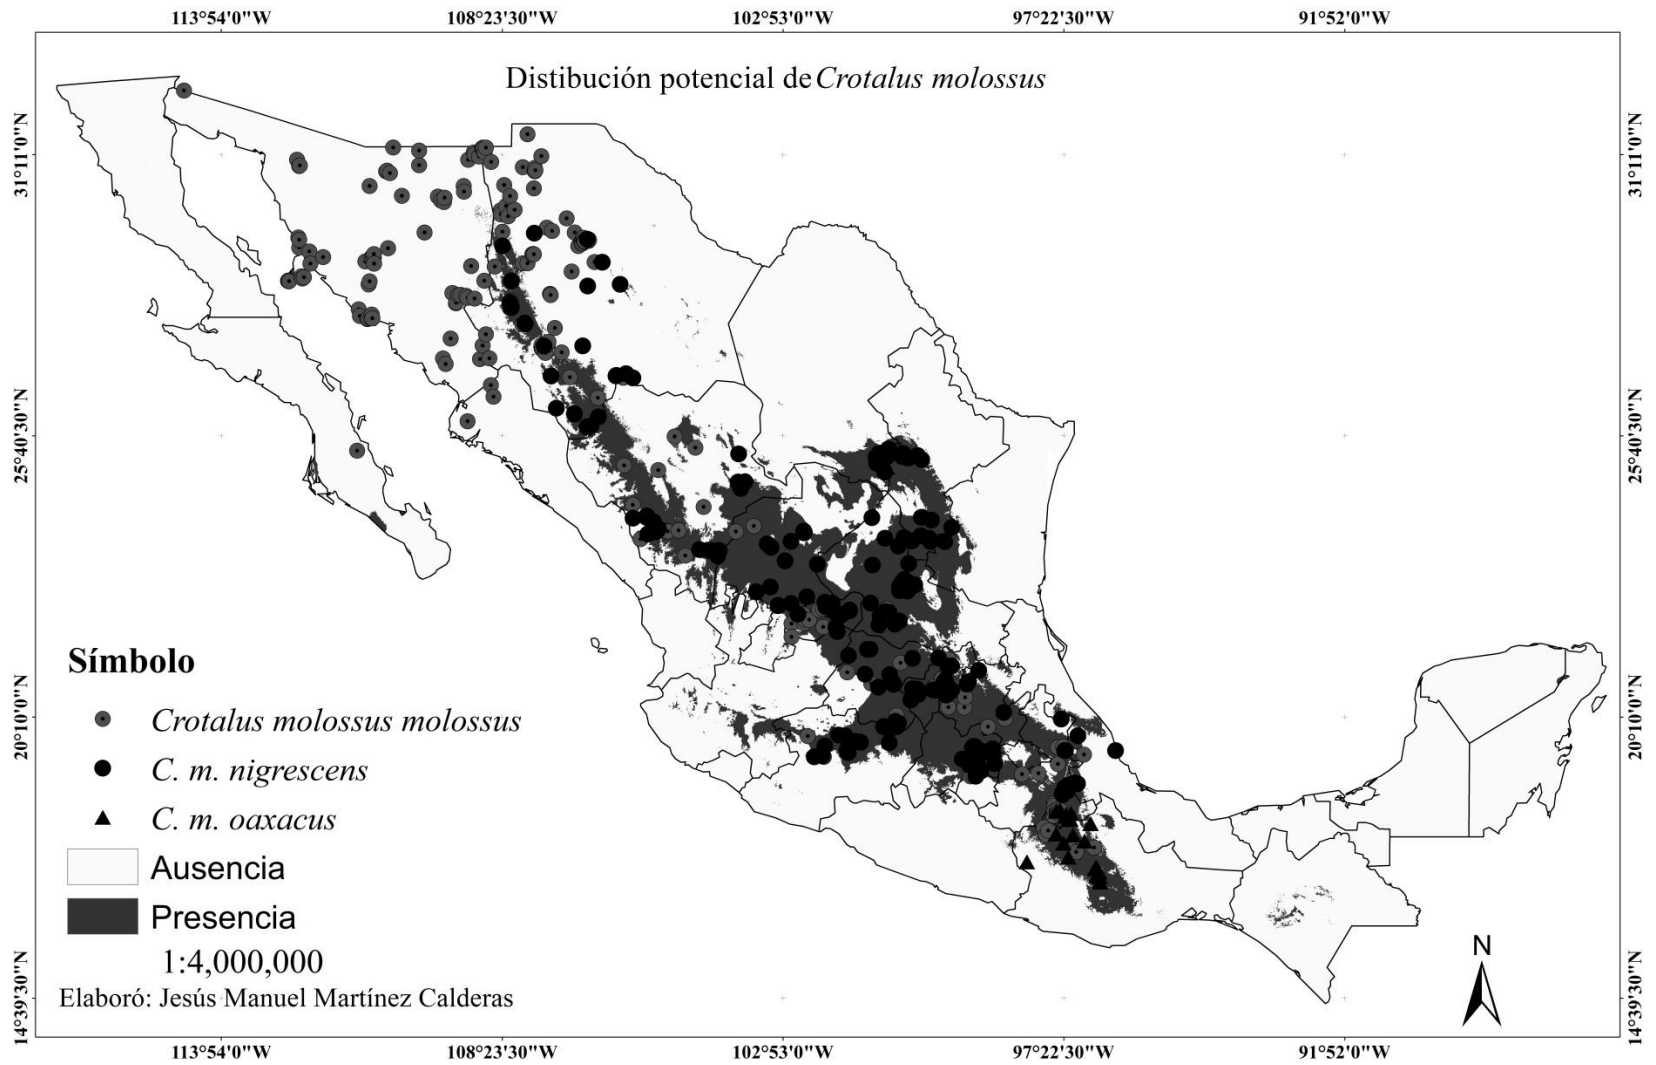 113°54'0"W 108°23'30"W 102°53'0"W 97°22'30"W 91°52'0"W
Distibución potencial de Crotalus molossus
31°11'0"N 31°11'0"N
25°40'30"N 25°40'30"N
20°10'0"N 20°10'0"N
14°39'30"N 14°39'30"N
Símbolo
Crotalus molossus molossus
C. m. nigrescens
C. m. oaxacus
Ausencia
Presencia
1:4,000,000
Elaboró: Jesús Manuel Martínez Calderas
N
113°54'0"W 108°23'30"W 102°53'0"W 97°22'30"W 91°52'0"W